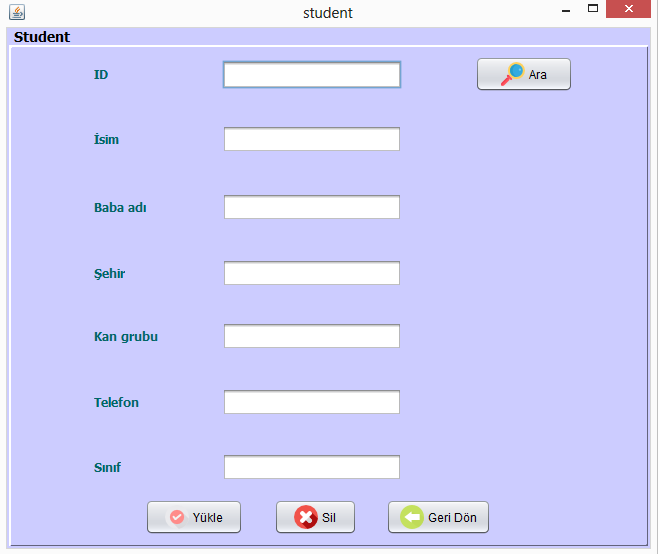 student
Student
ID
Ara
İsim
Baba adı
Şehir
Kan grubu
Telefon
Sınıf
Yükle
Sil
Geri Dön